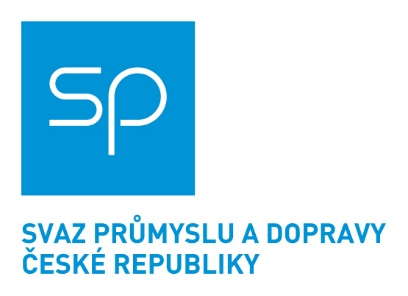 SP
SVAZ PRŮMYSLU A DOPRAVY
ČESKÉ REPUBLIKY